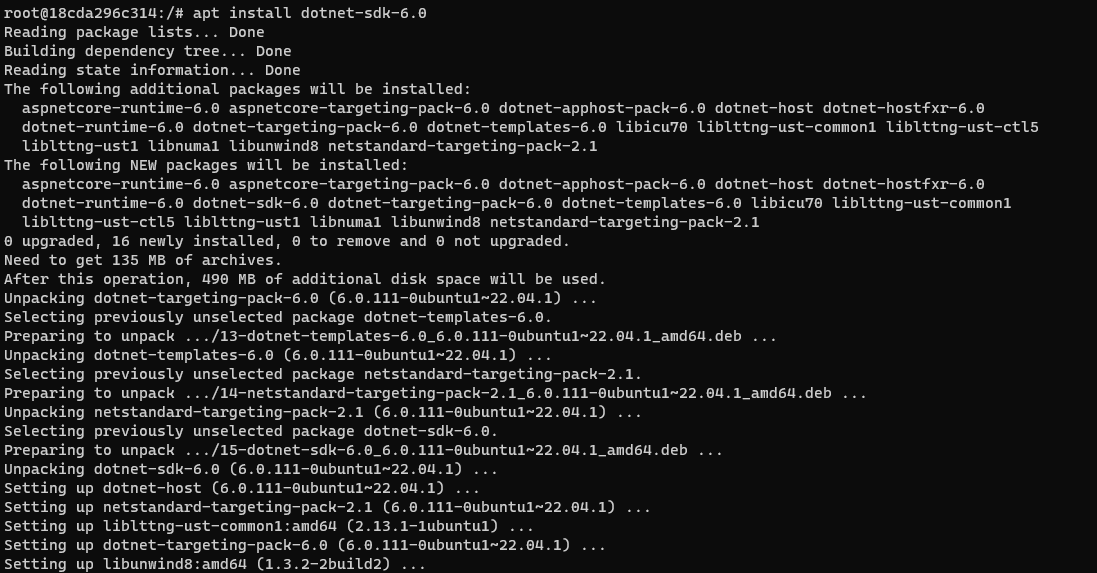 root@18cda296c314:/# apt install dotnet-sdk-6.0
Reading package lists... Done
Building dependency tree... Done
Reading state information... Done
The following additional packages will be installed:
  aspnetcore-runtime-6.0 aspnetcore-targeting-pack-6.0 dotnet-apphost-pack-6.0 dotnet-host dotnet-hostfxr-6.0
  dotnet-runtime-6.0 dotnet-targeting-pack-6.0 dotnet-templates-6.0 libicu70 liblttng-ust-common1 liblttng-ust-ctl5
  liblttng-ust1 libnuma1 libunwind8 netstandard-targeting-pack-2.1
The following NEW packages will be installed:
  aspnetcore-runtime-6.0 aspnetcore-targeting-pack-6.0 dotnet-apphost-pack-6.0 dotnet-host dotnet-hostfxr-6.0
  dotnet-runtime-6.0 dotnet-sdk-6.0 dotnet-targeting-pack-6.0 dotnet-templates-6.0 libicu70 liblttng-ust-common1
  liblttng-ust-ctl5 liblttng-ust1 libnuma1 libunwind8 netstandard-targeting-pack-2.1
0 upgraded, 16 newly installed, 0 to remove and 0 not upgraded.
Need to get 135 MB of archives.
After this operation, 490 MB of additional disk space will be used.
Unpacking dotnet-targeting-pack-6.0 (6.0.111-0ubuntu1~22.04.1) ...
Selecting previously unselected package dotnet-templates-6.0.
Preparing to unpack .../13-dotnet-templates-6.0_6.0.111-0ubuntu1~22.04.1_amd64.deb ...
Unpacking dotnet-templates-6.0 (6.0.111-0ubuntu1~22.04.1) ...
Selecting previously unselected package netstandard-targeting-pack-2.1.
Preparing to unpack .../14-netstandard-targeting-pack-2.1_6.0.111-0ubuntu1~22.04.1_amd64.deb ...
Unpacking netstandard-targeting-pack-2.1 (6.0.111-0ubuntu1~22.04.1) ...
Selecting previously unselected package dotnet-sdk-6.0.
Preparing to unpack .../15-dotnet-sdk-6.0_6.0.111-0ubuntu1~22.04.1_amd64.deb ...
Unpacking dotnet-sdk-6.0 (6.0.111-0ubuntu1~22.04.1) ...
Setting up dotnet-host (6.0.111-0ubuntu1~22.04.1) ...
Setting up netstandard-targeting-pack-2.1 (6.0.111-0ubuntu1~22.04.1) ...
Setting up liblttng-ust-common1:amd64 (2.13.1-1ubuntu1) ...
Setting up dotnet-targeting-pack-6.0 (6.0.111-0ubuntu1~22.04.1) ...
Setting up libunwind8:amd64 (1.3.2-2build2) ...